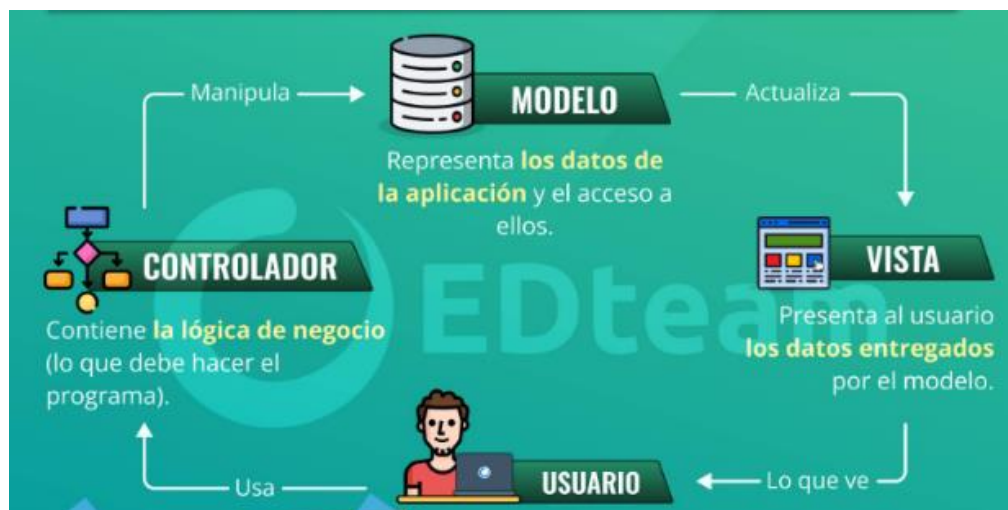 Manipula
MODELO
Actualiza
Representa los datos de
la aplicación y el acceso a
ellos.
CONTROLADOR
VISTA
EDteam
Contiene la lógica de negocio
(lo que debe hacer el
programa).
Presenta al usuario
los datos entregados
por el modelo.
Usa
USUARIO
Lo que ve